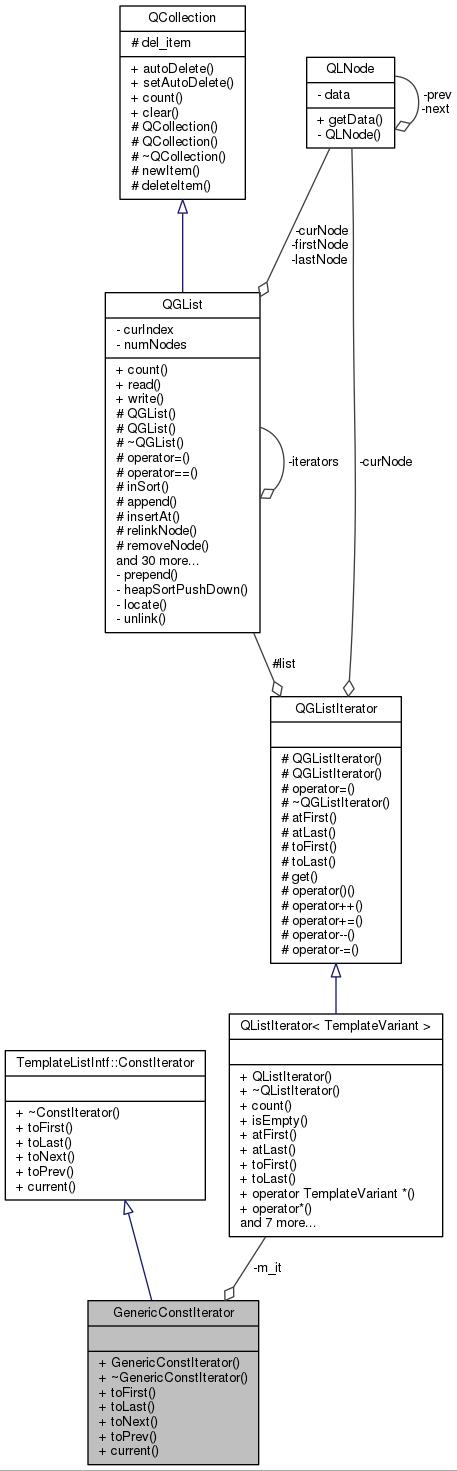 QCollection
# del_item
+ autoDelete()
+ setAutoDelete()
+ count()
+ clear()
# QCollection()
# QCollection()
# ~QCollection()
# newItem()
# deleteItem()
QLNode
- data
+ getData()
- QLNode()
-prev
-next
-curNode
-firstNode
-lastNode
QGList
- curIndex
- numNodes
+ count()
+ read()
+ write()
# QGList()
# QGList()
# ~QGList()
# operator=()
# operator==()
# inSort()
# append()
# insertAt()
# relinkNode()
# removeNode()
and 30 more...
- prepend()
- heapSortPushDown()
- locate()
- unlink()
-iterators
-curNode
#list
QGListIterator
# QGListIterator()
# QGListIterator()
# operator=()
# ~QGListIterator()
# atFirst()
# atLast()
# toFirst()
# toLast()
# get()
# operator()()
# operator++()
# operator+=()
# operator--()
# operator-=()
QListIterator< TemplateVariant >
+ QListIterator()
+ ~QListIterator()
+ count()
+ isEmpty()
+ atFirst()
+ atLast()
+ toFirst()
+ toLast()
+ operator TemplateVariant *()
+ operator*()
and 7 more...
TemplateListIntf::ConstIterator
+ ~ConstIterator()
+ toFirst()
+ toLast()
+ toNext()
+ toPrev()
+ current()
-m_it
GenericConstIterator
+ GenericConstIterator()
+ ~GenericConstIterator()
+ toFirst()
+ toLast()
+ toNext()
+ toPrev()
+ current()